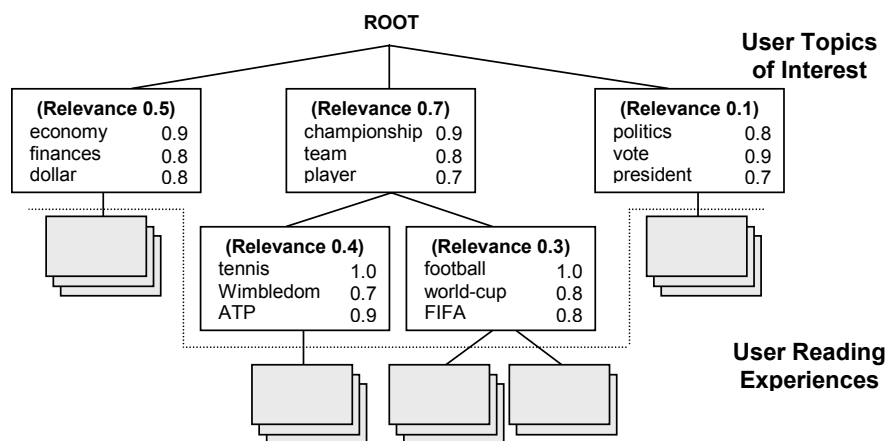 ROOT
User Topics
of Interest
(Relevance 0.5)
economy 0.9
finances 0.8
dollar 0.8
(Relevance 0.7)
championship 0.9
team 0.8
player 0.7
(Relevance 0.1)
politics 0.8
vote 0.9
president 0.7
(Relevance 0.4)
tennis 1.0
Wimbledom 0.7
ATP 0.9
(Relevance 0.3)
football 1.0
world-cup 0.8
FIFA 0.8
User Reading
Experiences